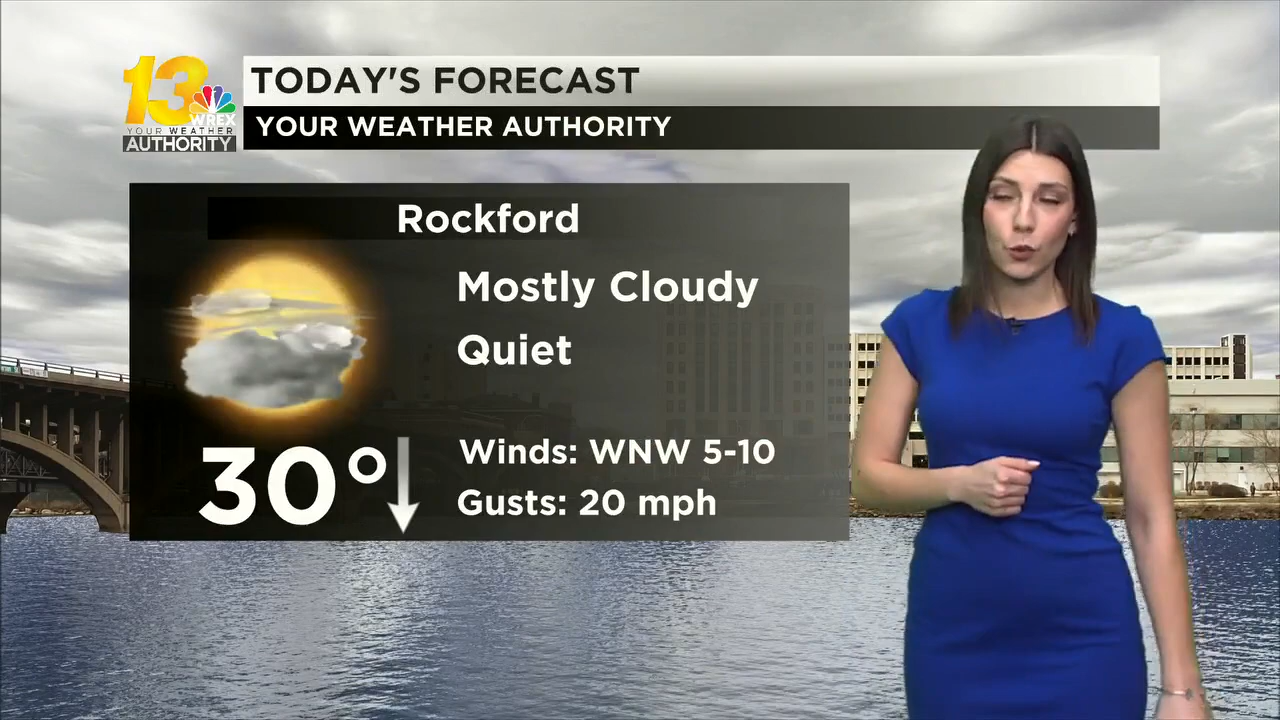 13
WREX
YOUR WEATHER
AUTHORITY
TODAY'S FORECAST
YOUR WEATHER AUTHORITY
Rockford
Mostly Cloudy
Quiet
30°
Winds: WNW 5-10
Gusts: 20 mph